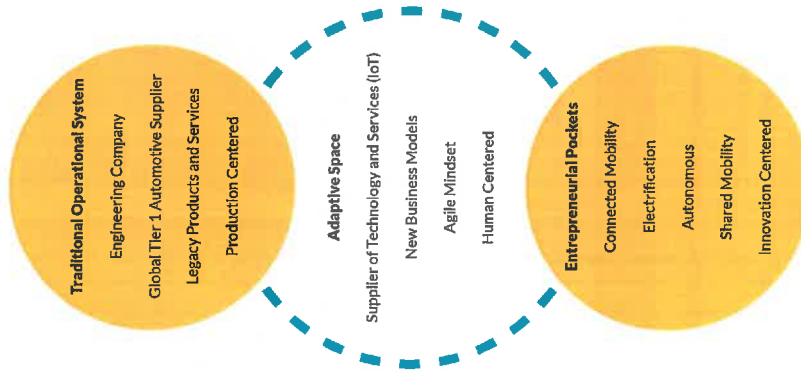 Traditional Operational System
Engineering Company
Global Tier 1 Automotive Supplier
Legacy Products and Services
Production Centered
Adaptive Space
Supplier of Technology and Services (IoT)
New Business Models
Agile Mindset
Human Centered
Entrepreneurial Pockets
Connected Mobility
Electrification
Autonomous
Shared Mobility
Innovation Centered